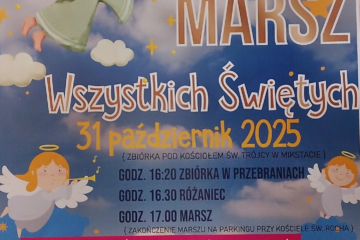 MARSZ
Wszystkich Świętych
31 październik 2025
( ZBIÓRKA POD KOŚCIOŁEM ŚW. TRÓJCY W MIKSTACIE )
GODZ. 16:20 ZBIÓRKA W PRZEBRANIACH
GODZ. 16.30 RÓŻANIEC
GODZ. 17.00 MARSZ
( ZAKOŃCZENIE MARSZU NA PARKINGU PRZY KOŚCIELE ŚW. ROCHA )